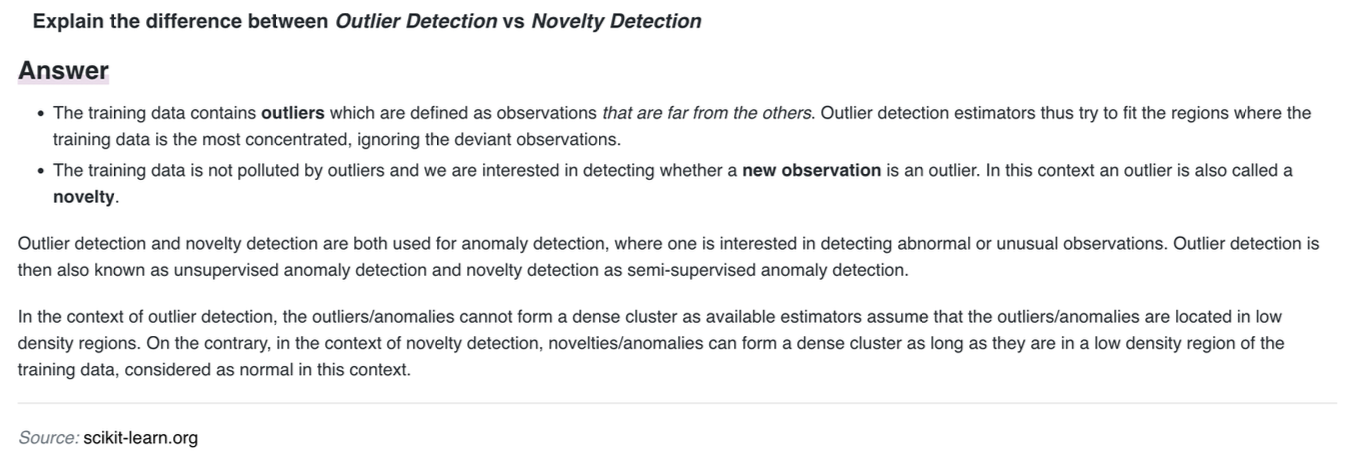 Explain the difference between Outlier Detection vs Novelty Detection
Answer
• The training data contains outliers which are defined as observations that are far from the others. Outlier detection estimators thus try to fit the regions where the
training data is the most concentrated, ignoring the deviant observations.
• The training data is not polluted by outliers and we are interested in detecting whether a new observation is an outlier. In this context an outlier is also called a
novelty.
Outlier detection and novelty detection are both used for anomaly detection, where one is interested in detecting abnormal or unusual observations. Outlier detection is
then also known as unsupervised anomaly detection and novelty detection as semi-supervised anomaly detection.
In the context of outlier detection, the outliers/anomalies cannot form a dense cluster as available estimators assume that the outliers/anomalies are located in low
density regions. On the contrary, in the context of novelty detection, novelties/anomalies can form a dense cluster as long as they are in a low density region of the
training data, considered as normal in this context.
Source: scikit-learn.org